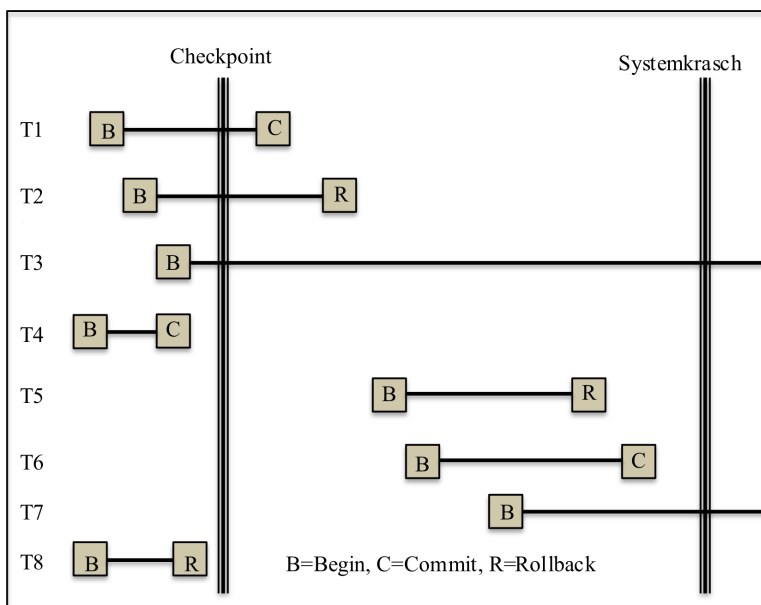 Checkpoint
Systemkrasch
T1 B C
T2 B R
T3 B
T4 B C
T5 B R
T6 B C
T7 B
T8 B R
B=Begin, C=Commit, R=Rollback